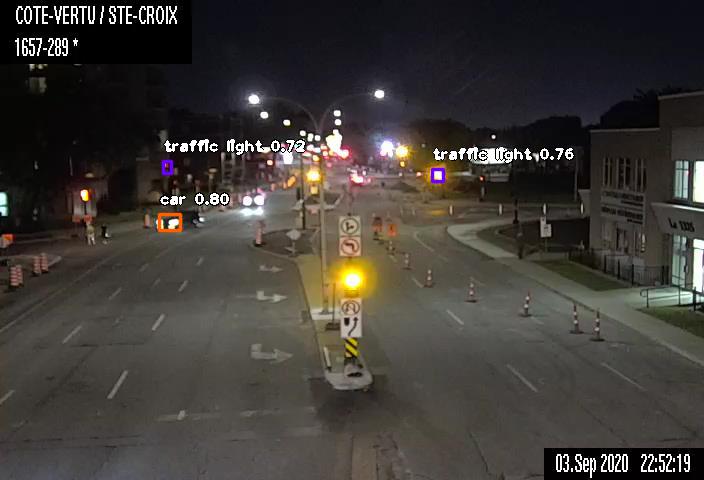 COTE-VERTU / STE-CROIX
1657-289 *
traffic light 0.72
traffic light 0.76
car 0.80
03.Sep 2020 22:52:19